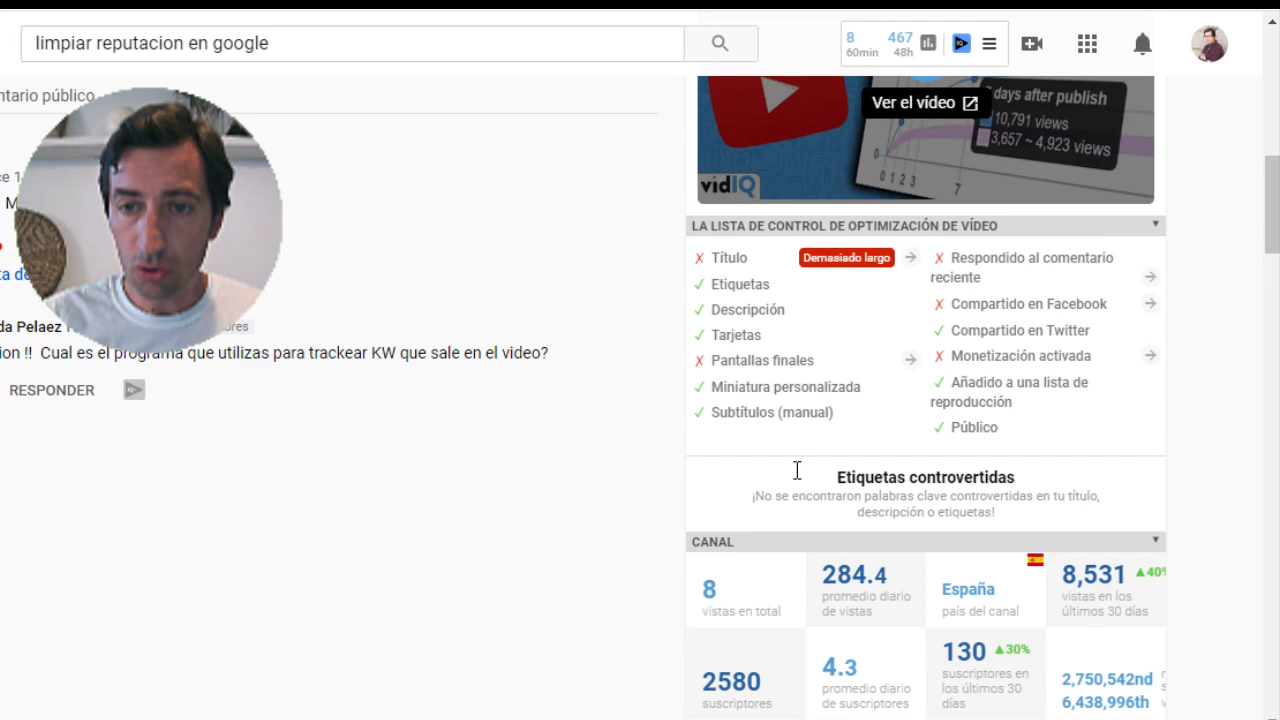 limpiar reputacion en google
8 467
60min 48h
ntario público
days after publish
Ver el vídeo
10,791 views
3,657 ~ 4,923 views
0
0 1 2 3 7
vidIQ
ce 1
M
ta de
da Pelaez
ores
ion !! Cual es el programa que utilizas para trackear KW que sale en el video?
RESPONDER
LA LISTA DE CONTROL DE OPTIMIZACIÓN DE VÍDEO
✗ Título Demasiado largo
✓ Etiquetas
✓ Descripción
✓ Tarjetas
✗ Pantallas finales
✓ Miniatura personalizada
✓ Subtítulos (manual)
✗ Respondido al comentario
reciente
✗ Compartido en Facebook
✓ Compartido en Twitter
✗ Monetización activada
✓ Añadido a una lista de
reproducción
✓ Público
Etiquetas controvertidas
¡No se encontraron palabras clave controvertidas en tu título,
descripción o etiquetas!
CANAL
8
vistas en total
284.4
promedio diario
de vistas
España
país del canal
8,531 ▲40%
vistas en los
últimos 30 días
2580
suscriptores
4.3
promedio diario
de suscriptores
130 ▲30%
suscriptores en
los últimos 30
días
2,750,542nd
6,438,996th